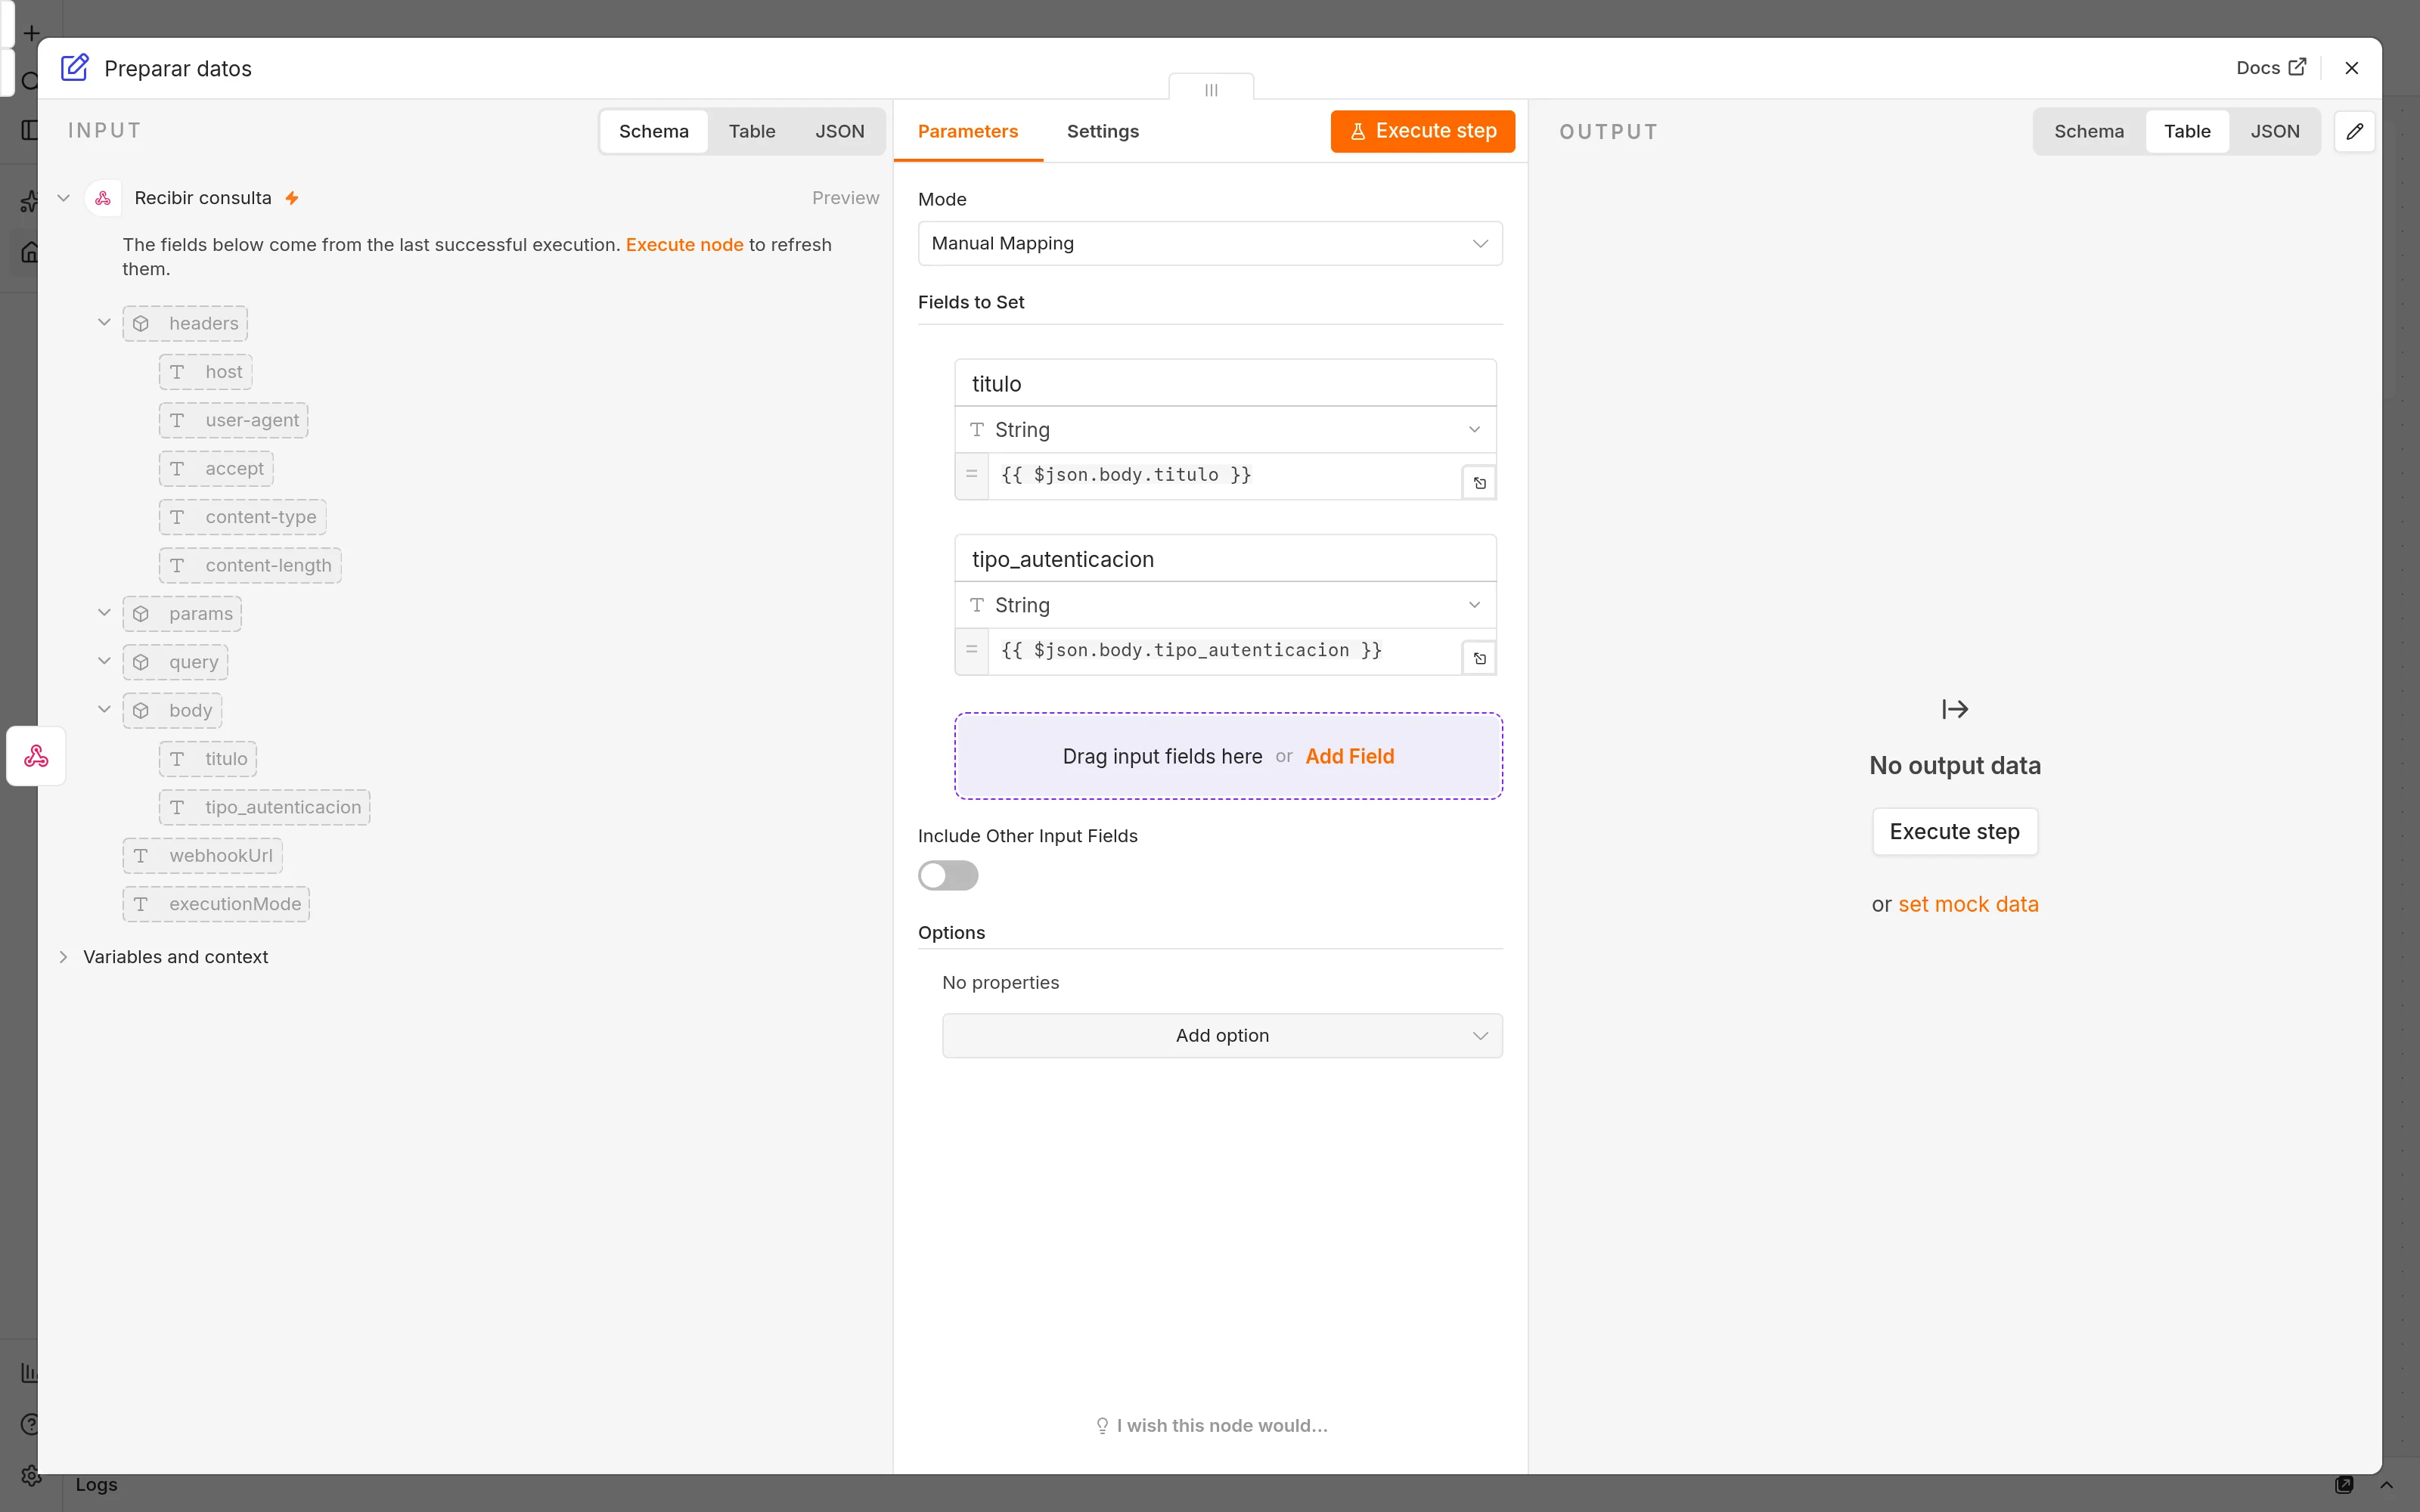 Preparar datos
Docs
INPUT
Schema
Table
JSON
Recibir consulta
Preview
The fields below come from the last successful execution. Execute node to refresh
them.
headers
host
user-agent
accept
content-type
content-length
params
query
body
titulo
tipo_autenticacion
webhookUrl
executionMode
Variables and context
Parameters
Settings
Execute step
Mode
Manual Mapping
Fields to Set
titulo
String
= {{ $json.body.titulo }}
tipo_autenticacion
String
= {{ $json.body.tipo_autenticacion }}
Drag input fields here or Add Field
Include Other Input Fields
Options
No properties
Add option
I wish this node would...
OUTPUT
Schema
Table
JSON
No output data
Execute step
or set mock data
Logs